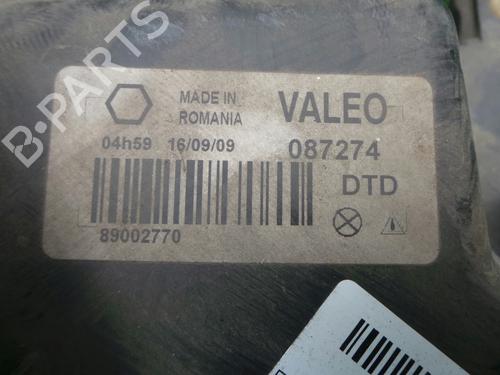 B-PARTS
MADE IN
ROMANIA
VALEO
04h59 16/09/09
087274
DTD
89002770